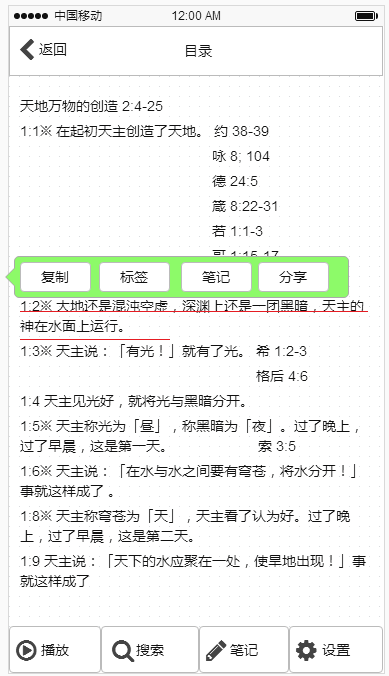 中国移动 12:00 AM
返回 目录
天地万物的创造 2:4-25
1:1※ 在起初天主创造了天地。 约 38-39
咏 8; 104
德 24:5
箴 8:22-31
若 1:1-3
哥 1:15-17
复制 标签 笔记 分享
1:2※ 大地还是混沌空虚，深渊上还是一团黑暗，天主的
神在水面上运行。
1:3※ 天主说：「有光！」就有了光。 希 1:2-3
格后 4:6
1:4 天主见光好，就将光与黑暗分开。
1:5※ 天主称光为「昼」，称黑暗为「夜」。过了晚上，
过了早晨，这是第一天。 索 3:5
1:6※ 天主说：「在水与水之间要有穹苍，将水分开！」
事就这样成了 。
1:8※ 天主称穹苍为「天」，天主看了认为好。过了晚
上，过了早晨，这是第二天。
1:9 天主说：「天下的水应聚在一处，使旱地出现！」事
就这样成了
播放 搜索 笔记 设置